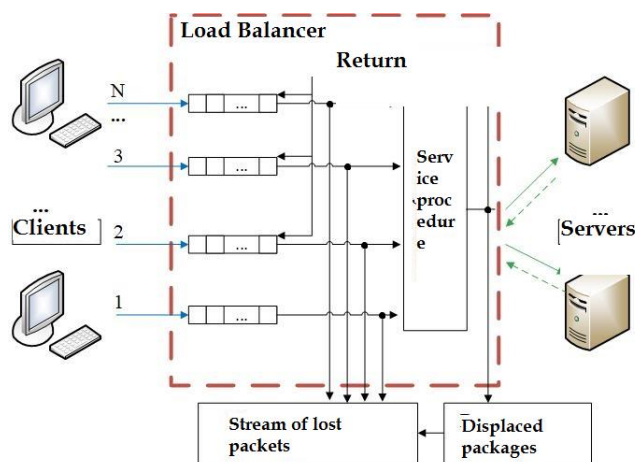 Load Balancer
Return
N
...
...
3
...
Serv
ice
proc
edur
e
...
Clients
2
...
...
Servers
1
...
Stream of lost
packets
Displaced
packages